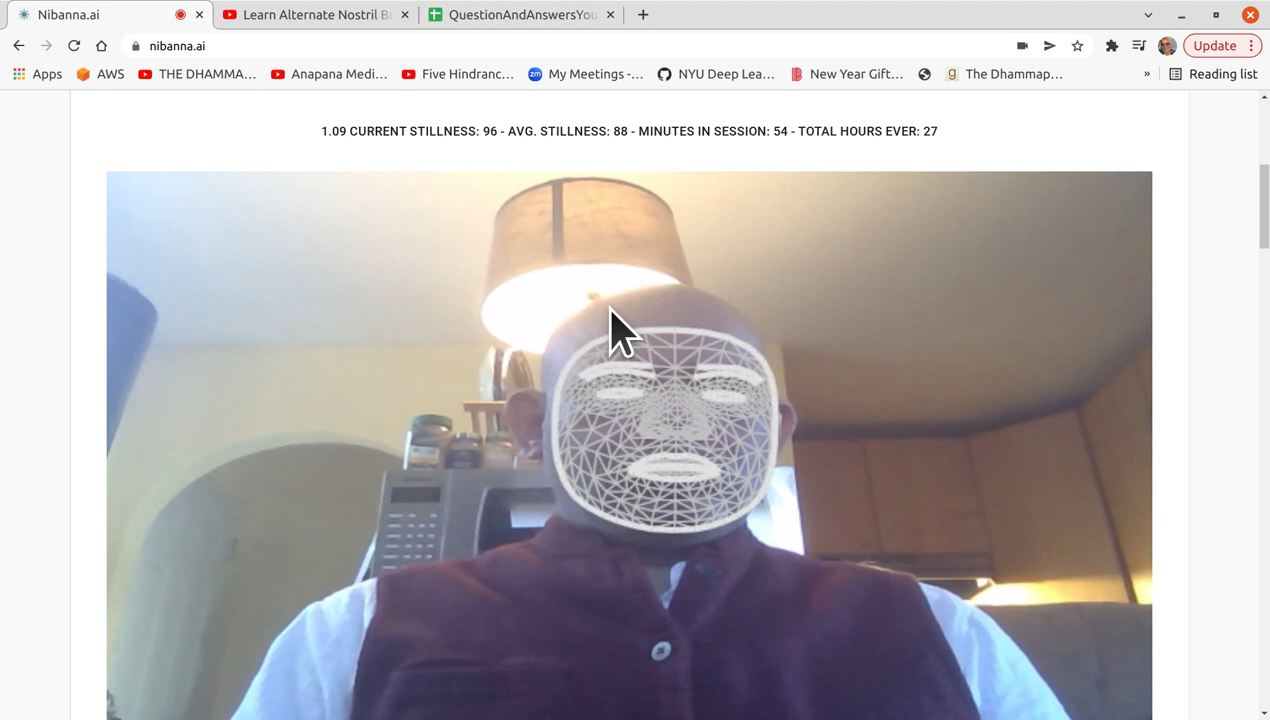 Nibanna.ai
Learn Alternate Nostril B
QuestionAndAnswersYou
nibanna.ai
Update
Apps
AWS
THE DHAMMA...
Anapana Medi...
Five Hindranc...
zm
My Meetings -...
NYU Deep Lea...
New Year Gift...
g
The Dhammap...
»
Reading list
1.09 CURRENT STILLNESS: 96 - AVG. STILLNESS: 88 - MINUTES IN SESSION: 54 - TOTAL HOURS EVER: 27